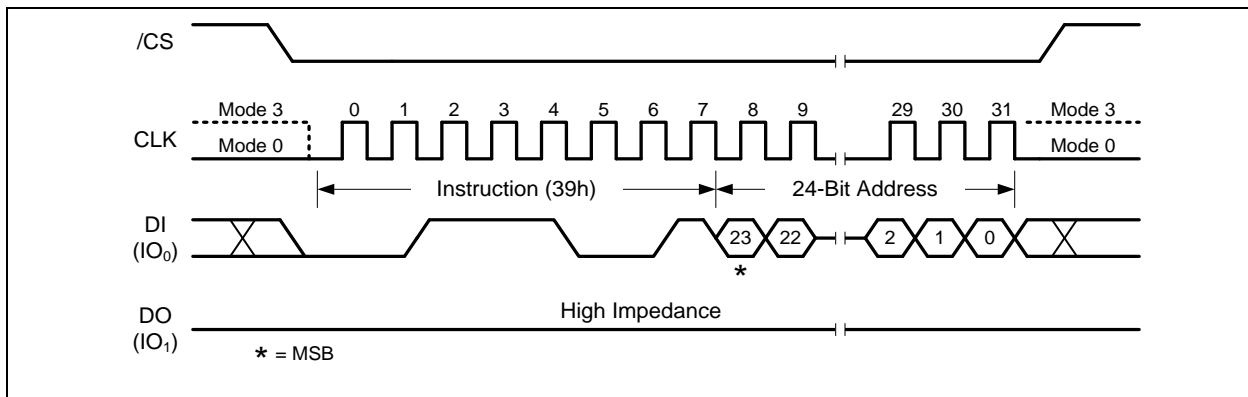 /CS
Mode 3 0 1 2 3 4 5 6 7 8 9 29 30 31 Mode 3
CLK Mode 0 Mode 0
Instruction (39h) 24-Bit Address
DI
(IO₀) 23 22 2 1 0
*
DO High Impedance
(IO₁)
* = MSB